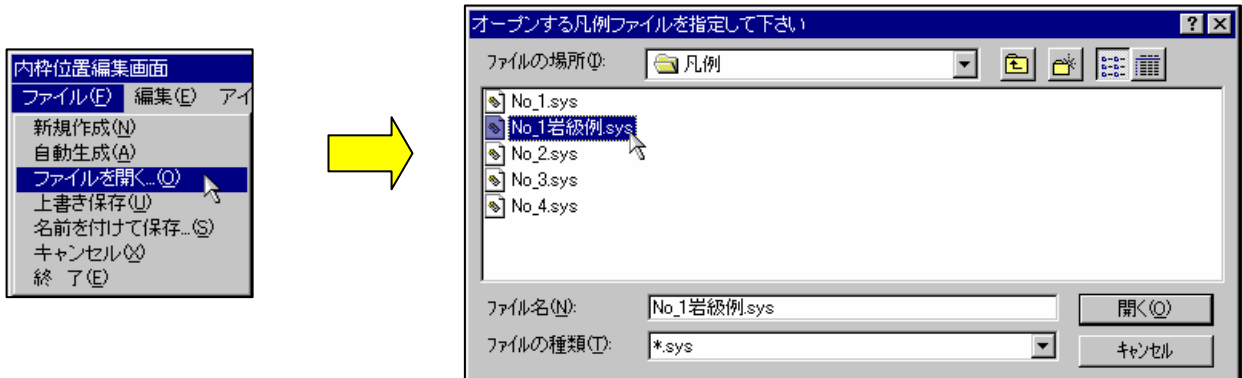 内枠位置編集画面
ファイル(F) 編集(E) アイ
新規作成(N)
自動生成(A)
ファイルを開く...(O)
上書き保存(U)
名前を付けて保存...(S)
キャンセル(X)
終 了(E)
オープンする凡例ファイルを指定して下さい
ファイルの場所(I): 凡例
No_1.sys
No_1岩級例.sys
No_2.sys
No_3.sys
No_4.sys
ファイル名(N): No_1岩級例.sys 開く(O)
ファイルの種類(T): *.sys キャンセル